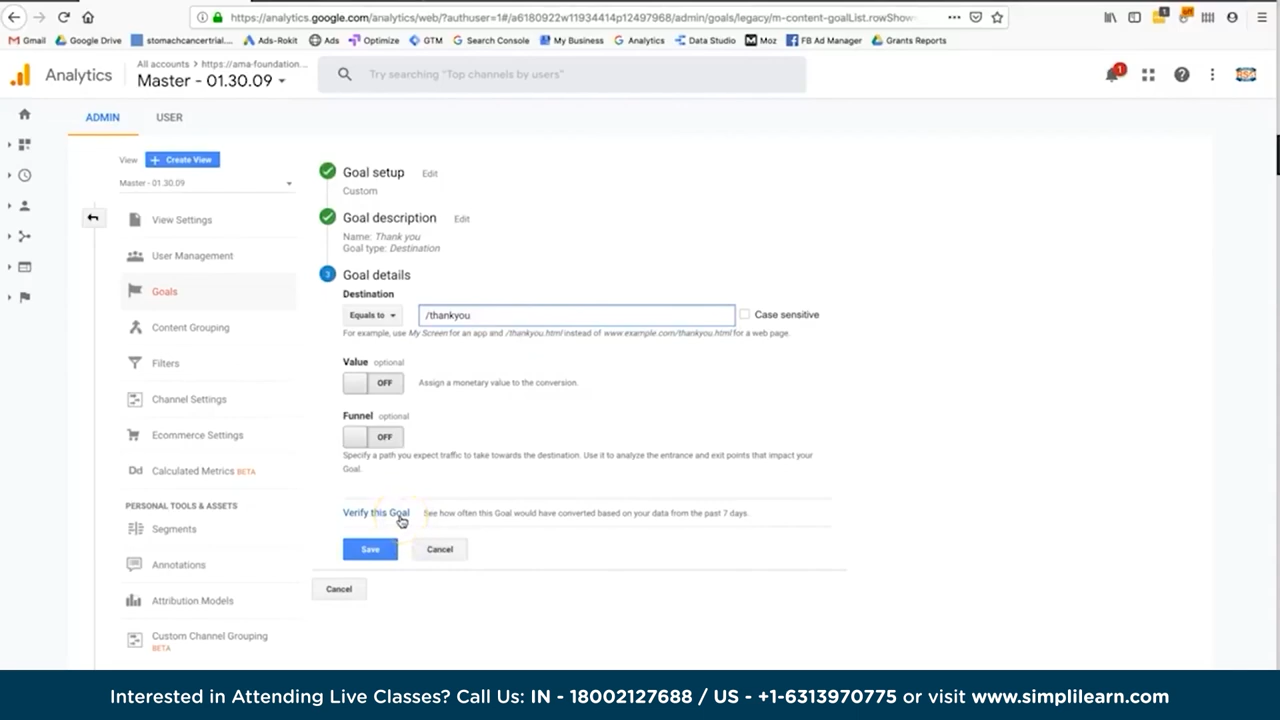 https://analytics.google.com/analytics/web/?authuser=1#/a6180922w11934414p12497968/admin/goals/legacy/m-content-goalList.rowShow
1
Gmail
Google Drive
stomachcancertrial....
Ads-Rokit
Ads
Optimize
GTM
Search Console
My Business
Analytics
Data Studio
Moz
FB Ad Manager
Grants Reports
Analytics
All accounts > https://ama-foundation...
Master - 01.30.09
Try searching "Top channels by users"
1
ADMIN
USER
View
+ Create View
Master - 01.30.09
View Settings
User Management
Goals
Content Grouping
Filters
Channel Settings
Ecommerce Settings
Dd Calculated Metrics BETA
PERSONAL TOOLS & ASSETS
Segments
Annotations
Attribution Models
Custom Channel Grouping
BETA
Goal setup Edit
Custom
Goal description Edit
Name: Thank you
Goal type: Destination
3 Goal details
Destination
Equals to /thankyou Case sensitive
For example, use My Screen for an app and /thankyou.html instead of www.example.com/thankyou.html for a web page.
Value optional
OFF Assign a monetary value to the conversion.
Funnel optional
OFF
Specify a path you expect traffic to take towards the destination. Use it to analyze the entrance and exit points that impact your
Goal.
Verify this Goal See how often this Goal would have converted based on your data from the past 7 days.
Save Cancel
Cancel
Interested in Attending Live Classes? Call Us: IN - 18002127688 / US - +1-6313970775 or visit www.simplilearn.com